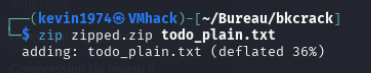 ┌──(kevin1974㉿VMhack)-[~/Bureau/bkcrack]
└─$ zip zipped.zip todo_plain.txt
  adding: todo_plain.txt (deflated 36%)